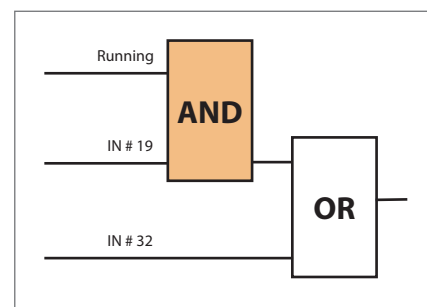 Running
AND
IN # 19
OR
IN # 32